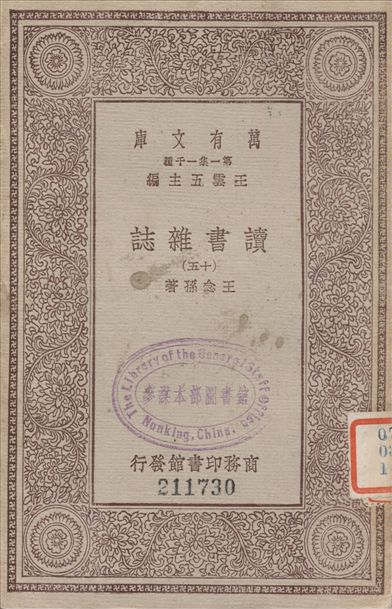 萬有文庫
第一集一千種
王雲五主編
讀書雜誌
(十五)
王念孫著
The Library of the General Staff Office
參謀本部圖書館
Nanking, China.
商務印書館發行
211730